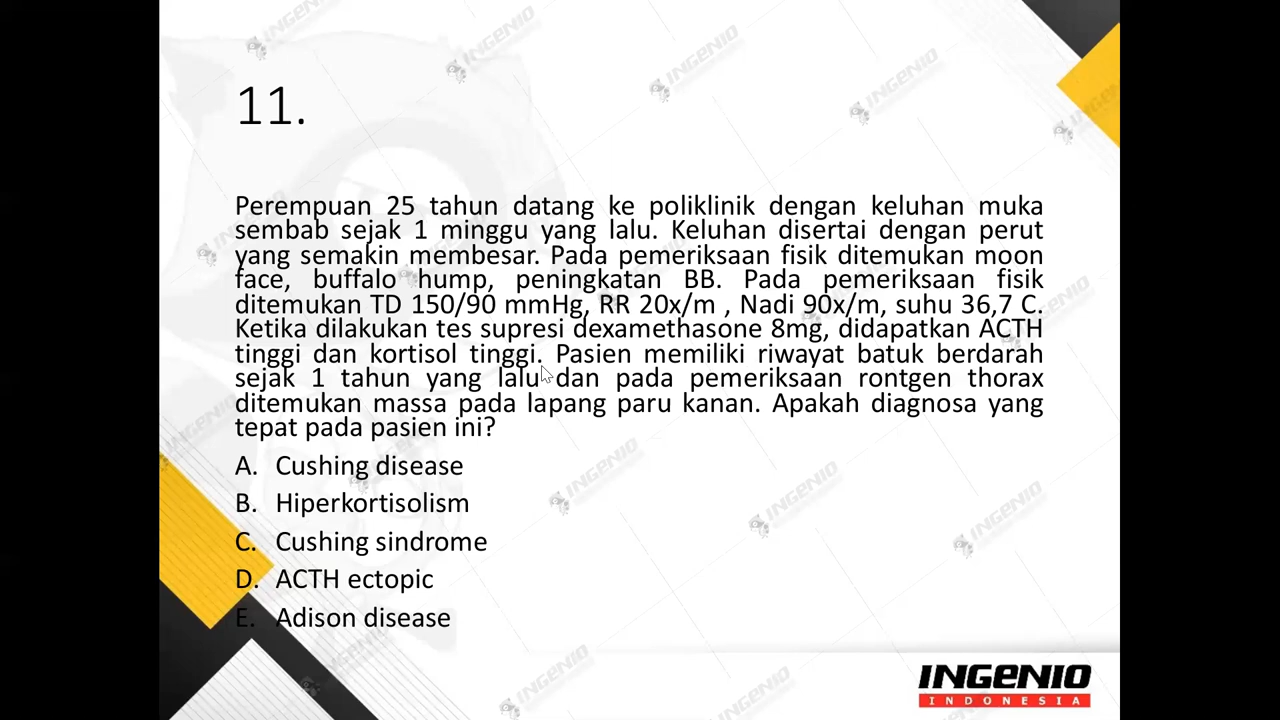 11.
Perempuan 25 tahun datang ke poliklinik dengan keluhan muka
sembab sejak 1 minggu yang lalu. Keluhan disertai dengan perut
yang semakin membesar. Pada pemeriksaan fisik ditemukan moon
face, buffalo hump, peningkatan BB. Pada pemeriksaan fisik
ditemukan TD 150/90 mmHg, RR 20x/m , Nadi 90x/m, suhu 36,7 C.
Ketika dilakukan tes supresi dexamethasone 8mg, didapatkan ACTH
tinggi dan kortisol tinggi. Pasien memiliki riwayat batuk berdarah
sejak 1 tahun yang lalu dan pada pemeriksaan rontgen thorax
ditemukan massa pada lapang paru kanan. Apakah diagnosa yang
tepat pada pasien ini?
A. Cushing disease
B. Hiperkortisolism
C. Cushing sindrome
D. ACTH ectopic
E. Adison disease
INGENIO
INDONESIA